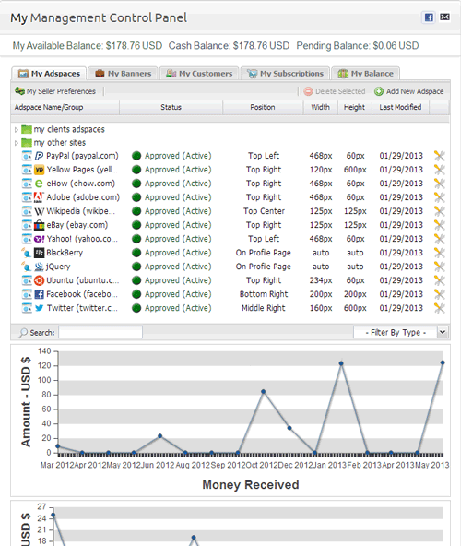 My Management Control Panel
My Available Balance: $178.76 USD Cash Balance: $178.76 USD Pending Balance: $0.06 USD
My Adspaces My Banners My Customers My Subscriptions My Balance
My Seller Preferences Delete Selected Add New Adspace
Adspace Name/Group Status Position Width Height Last Modified
my clients adspaces
my other sites
PayPal (paypal.com) Approved (Active) Top Left 468px 60px 01/29/2013
Yellow Pages (yell Approved (Active) Top Right 120px 600px 01/29/2013
eHow (ehow.com) Approved (Active) Top Right 468px 60px 01/29/2013
Adobe (adobe.com) Approved (Active) Top Right 468px 60px 01/29/2013
Wikipedia (wikipe... Approved (Active) Top Center 125px 125px 01/29/2013
eBay (ebay.com) Approved (Active) Top Right 125px 125px 01/29/2013
Yahoo! (yahoo.co... Approved (Active) Top Left 468px 60px 01/29/2013
BlackBerry Approved (Active) On Profile Page auto auto 01/29/2013
jQuery Approved (Active) On Profile Page auto auto 01/29/2013
Ubuntu (ubuntu.c... Approved (Active) Top Right 234px 60px 01/29/2013
Facebook (facebo... Approved (Active) Bottom Right 200px 200px 01/29/2013
Twitter (twitter.c... Approved (Active) Middle Right 160px 600px 01/29/2013
Search: - Filter By Type -
Amount - USD $
140
120
100
80
60
40
20
0
Mar 2012 Apr 2012 May 2012 Jun 2012 Aug 2012 Sep 2012 Oct 2012 Dec 2012 Jan 2013 Feb 2013 Apr 2013 May 2013
Money Received
USD $
27
24
21
18